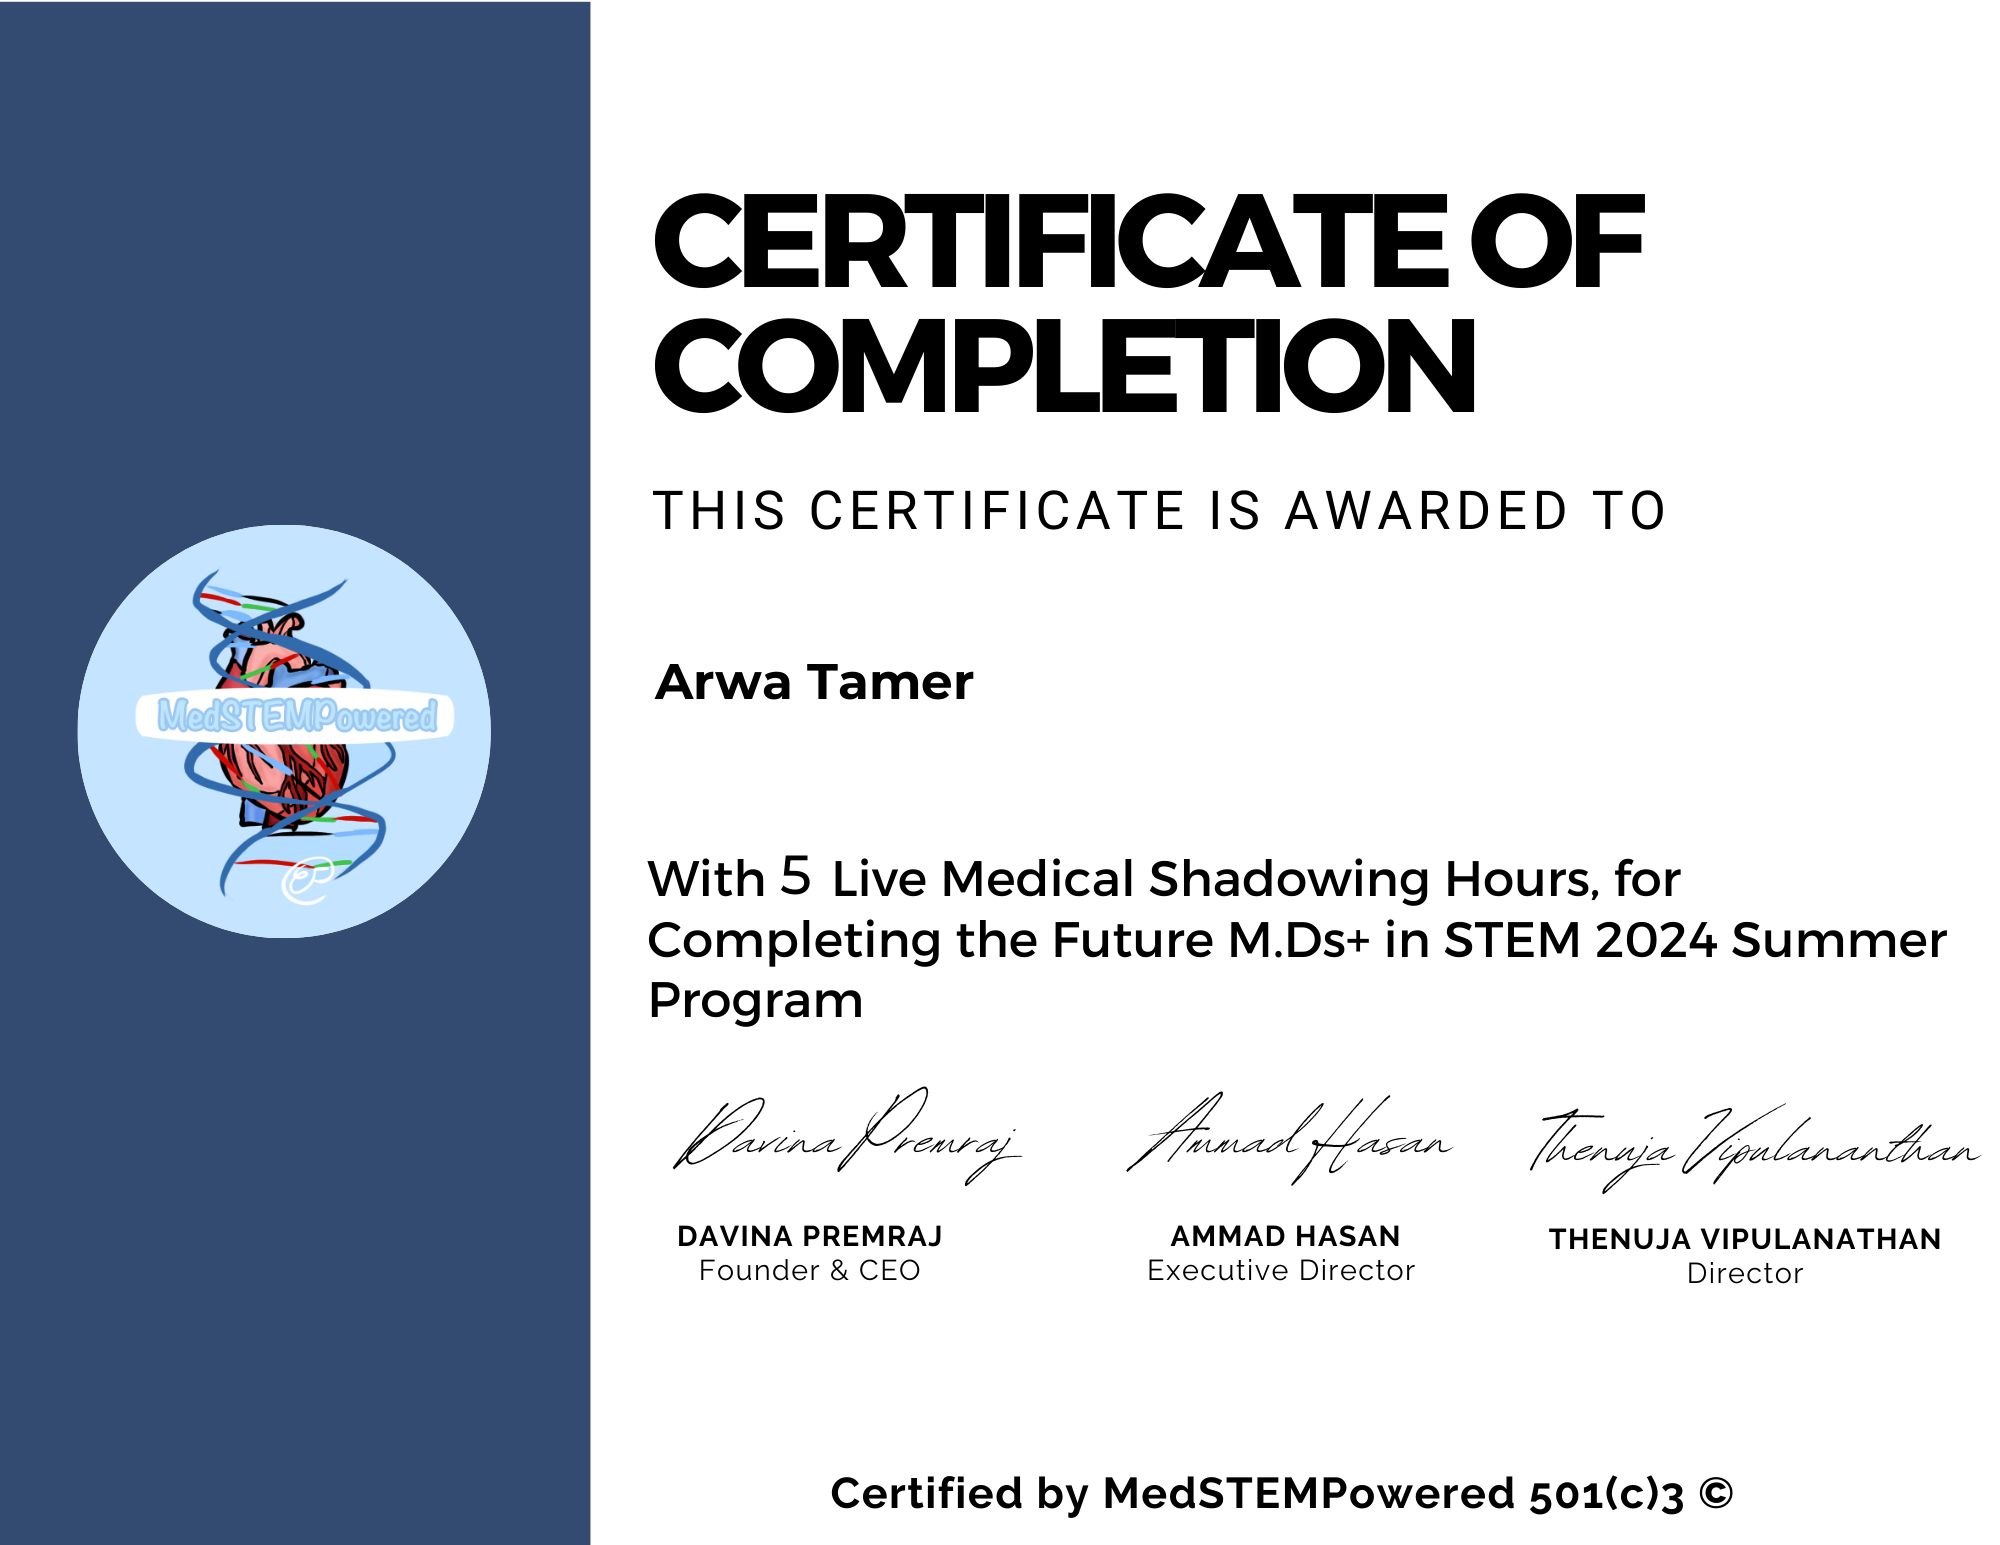 CERTIFICATE OF
COMPLETION
THIS CERTIFICATE IS AWARDED TO
MedSTEMPowered
Arwa Tamer
With 5 Live Medical Shadowing Hours, for
Completing the Future M.Ds+ in STEM 2024 Summer
Program
Davina Premraj Ammad Hasan Thenuja Vipulananthan
DAVINA PREMRAJ AMMAD HASAN THENUJA VIPULANATHAN
Founder & CEO Executive Director Director
Certified by MedSTEMPowered 501(c)3 ©